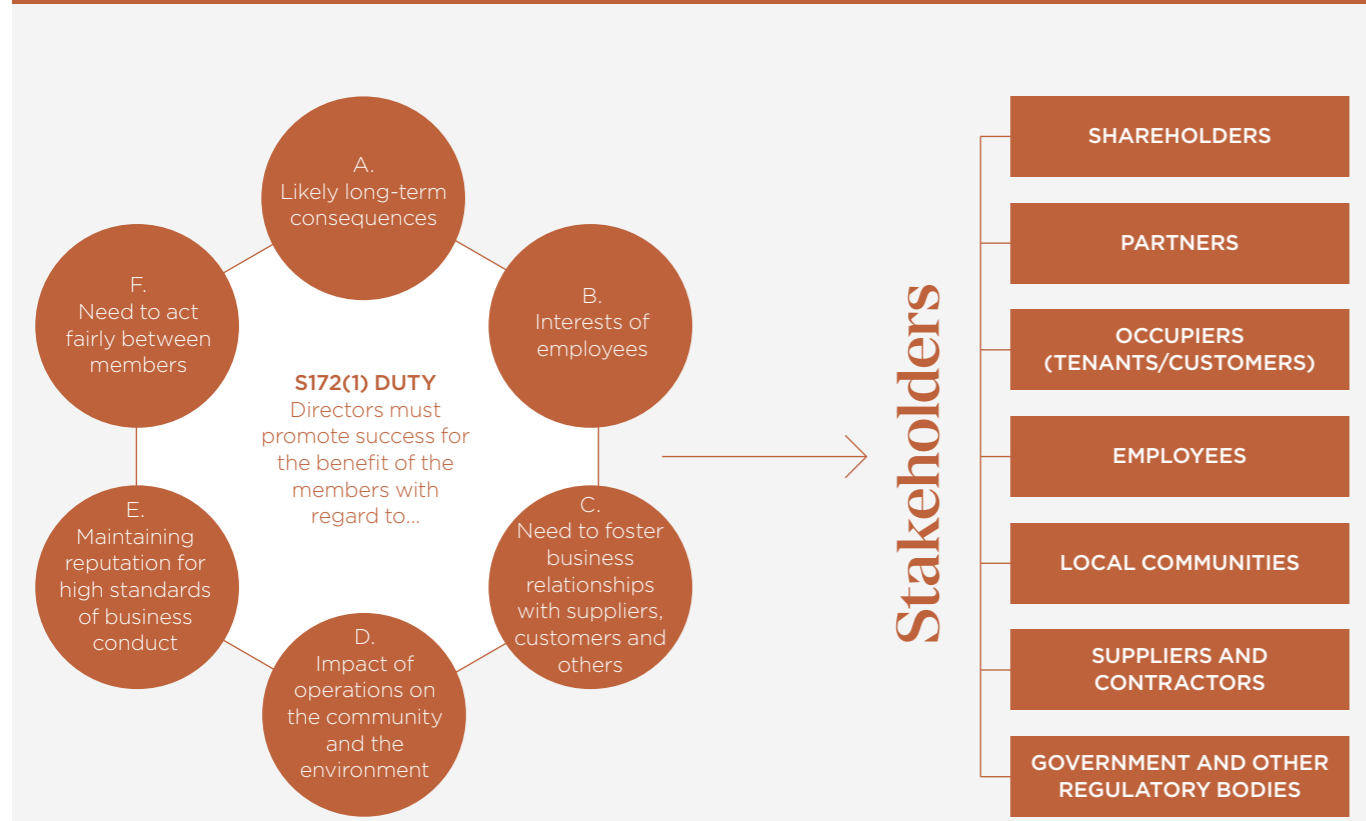 A.
Likely long-term
consequences
B.
Interests of
employees
C.
Need to foster
business
relationships
with suppliers,
customers and
others
D.
Impact of
operations on
the community
and the
environment
E.
Maintaining
reputation for
high standards
of business
conduct
F.
Need to act
fairly between
members
S172(1) DUTY
Directors must
promote success for
the benefit of the
members with
regard to...
Stakeholders
SHAREHOLDERS
PARTNERS
OCCUPIERS
(TENANTS/CUSTOMERS)
EMPLOYEES
LOCAL COMMUNITIES
SUPPLIERS AND
CONTRACTORS
GOVERNMENT AND OTHER
REGULATORY BODIES